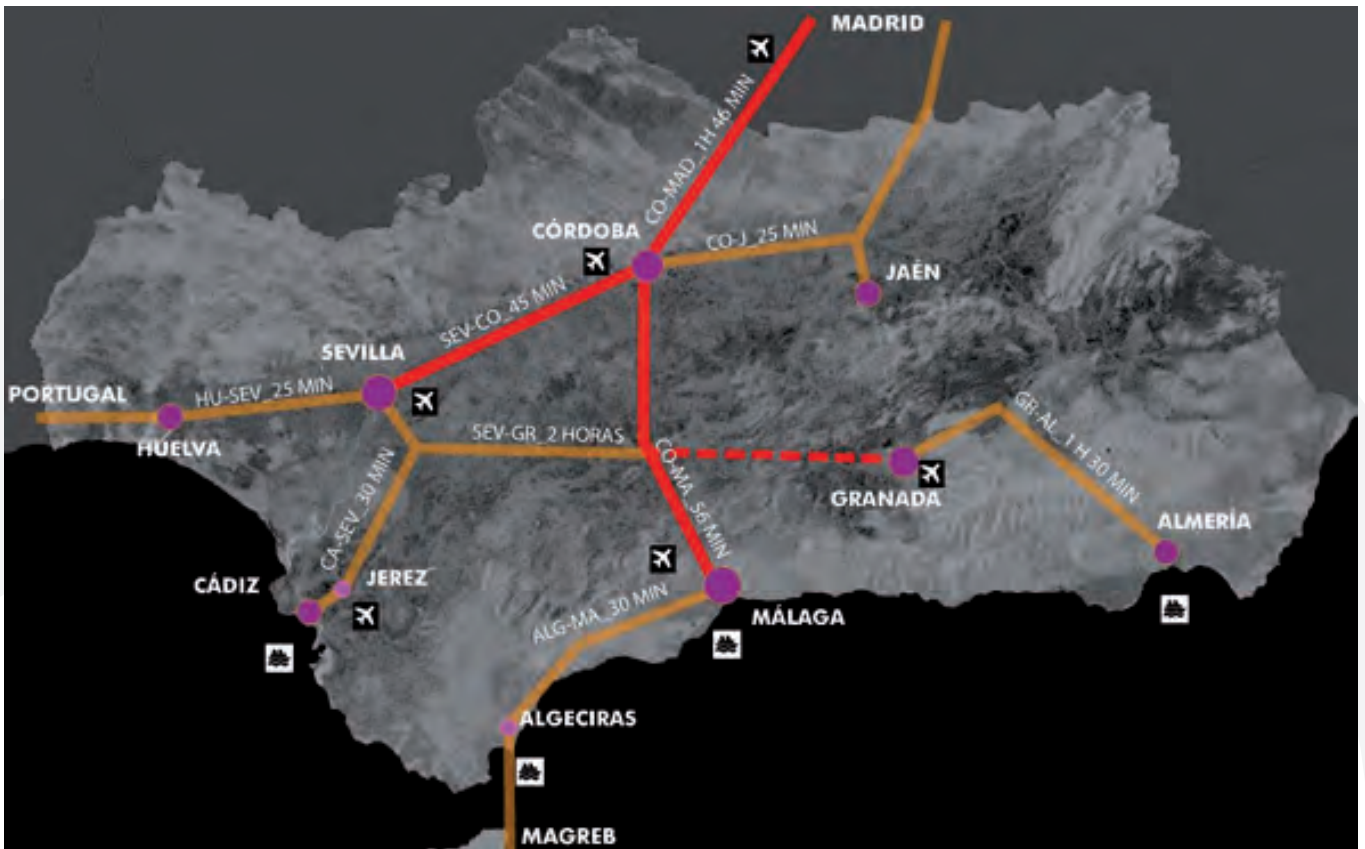 MADRID
CO-MAD_1H 46 MIN
CÓRDOBA
CO-J_25 MIN
JAÉN
SEV-CO_45 MIN
SEVILLA
PORTUGAL
HU-SEV_25 MIN
HUELVA
SEV-GR_2 HORAS
GR-AL_1 H 30 MIN
CO-MA_56 MIN
GRANADA
ALMERÍA
CA-SEV_30 MIN
JEREZ
CÁDIZ
ALG-MA_30 MIN
MÁLAGA
ALGECIRAS
MAGREB